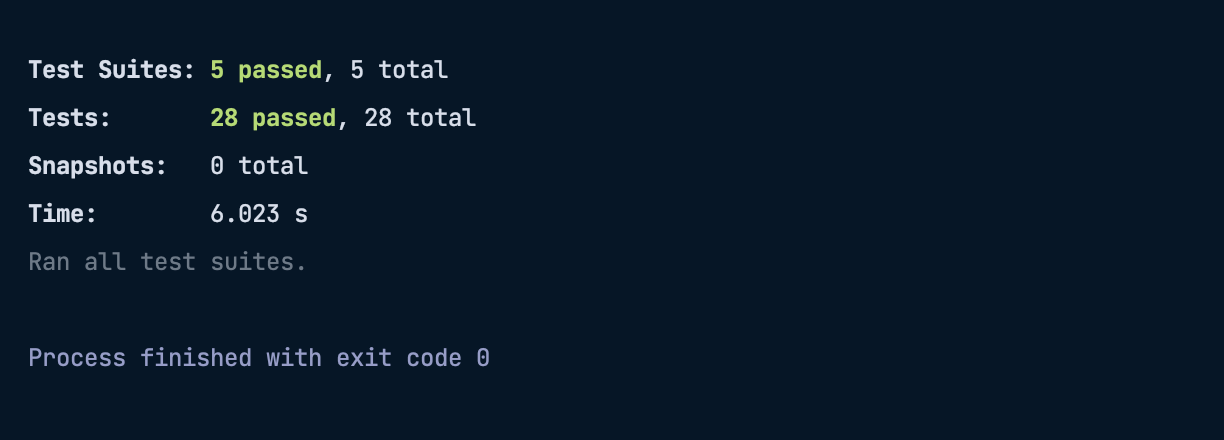 Test Suites: 5 passed, 5 total
Tests:       28 passed, 28 total
Snapshots:   0 total
Time:        6.023 s
Ran all test suites.
Process finished with exit code 0